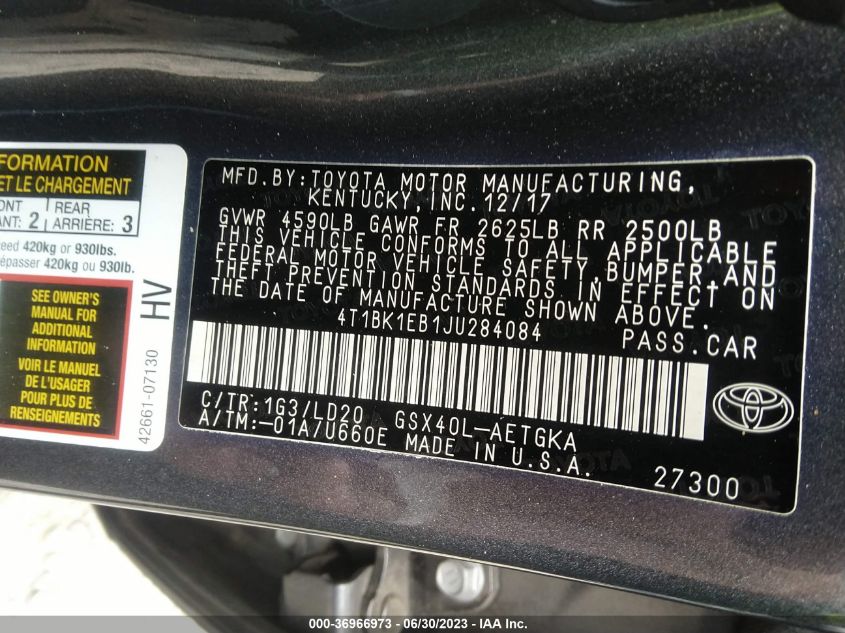 FORMATION
ET LE CHARGEMENT
ONT
ANT: 2
REAR
ARRIÈRE: 3
ceed 420kg or 930lbs.
épasser 420kg ou 930lb.
SEE OWNER'S
MANUAL FOR
ADDITIONAL
INFORMATION
VOIR LE MANUEL
DE L'USAGER
POUR PLUS DE
RENSEIGNEMENTS
HV
42661-07130
MFD.BY:TOYOTA MOTOR MANUFACTURING,
KENTUCKY,INC.12/17
GVWR 4590LB GAWR FR 2625LB RR 2500LB
THIS VEHICLE CONFORMS TO ALL APPLICABLE
FEDERAL MOTOR VEHICLE SAFETY,BUMPER,AND
THEFT PREVENTION STANDARDS IN EFFECT ON
THE DATE OF MANUFACTURE SHOWN ABOVE.
4T1BK1EB1JU284084 PASS.CAR
C/TR:1G3/LD20 GSX40L-AETGKA
A/TM:-01A/U660E MADE IN U.S.A.
27300
000-36966973 - 06/30/2023 - IAA Inc.